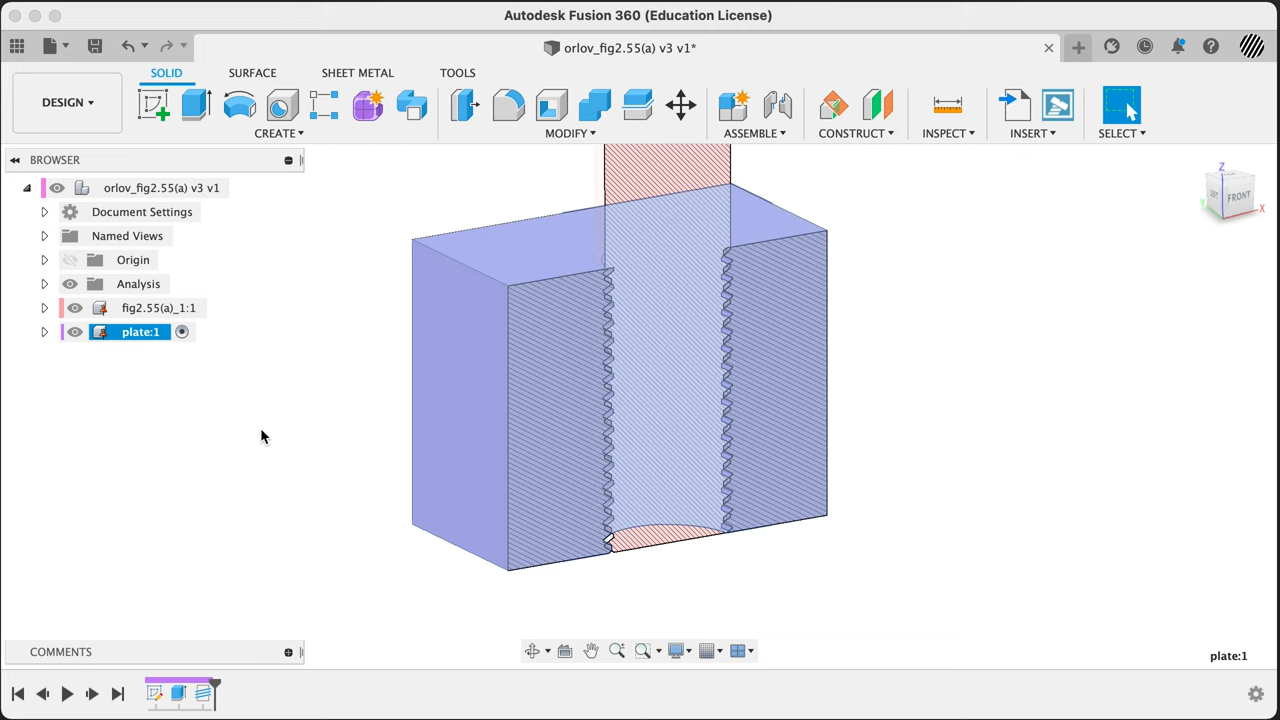 Autodesk Fusion 360 (Education License)
orlov_fig2.55(a) v3 v1*
SOLID SURFACE SHEET METAL TOOLS
DESIGN ▾
CREATE ▾ MODIFY ▾ ASSEMBLE ▾ CONSTRUCT ▾ INSPECT ▾ INSERT ▾ SELECT ▾
BROWSER
orlov_fig2.55(a) v3 v1
Document Settings
Named Views
Origin
Analysis
fig2.55(a)_1:1
plate:1
Z
LEFT FRONT
Y X
COMMENTS
plate:1